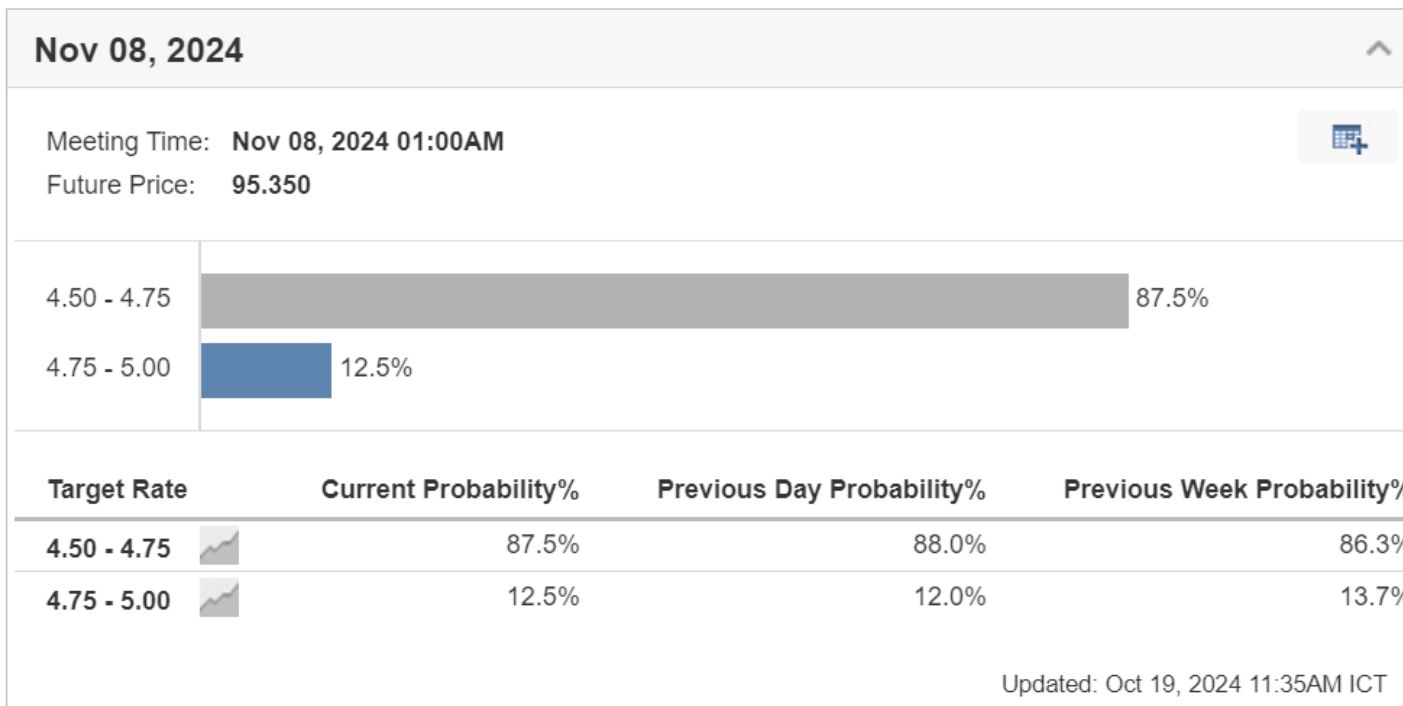 Nov 08, 2024
Meeting Time: Nov 08, 2024 01:00AM
Future Price: 95.350
4.50 - 4.75 87.5%
4.75 - 5.00 12.5%
Target Rate Current Probability% Previous Day Probability% Previous Week Probability%
4.50 - 4.75 87.5% 88.0% 86.3%
4.75 - 5.00 12.5% 12.0% 13.7%
Updated: Oct 19, 2024 11:35AM ICT